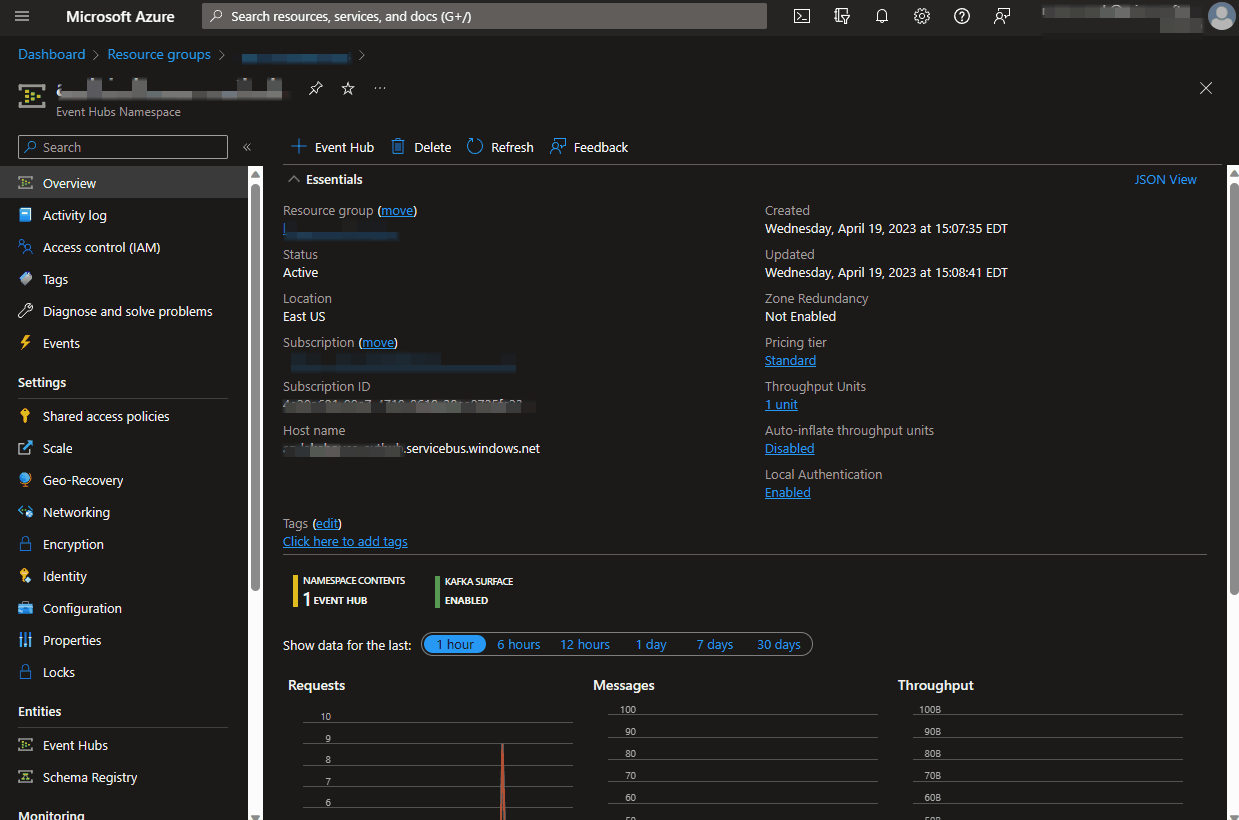 Microsoft Azure
Search resources, services, and docs (G+/)
Dashboard > Resource groups > >
Event Hubs Namespace
Search
«
Event Hub Delete Refresh Feedback
Overview
Activity log
Access control (IAM)
Tags
Diagnose and solve problems
Events
Settings
Shared access policies
Scale
Geo-Recovery
Networking
Encryption
Identity
Configuration
Properties
Locks
Entities
Event Hubs
Schema Registry
Monitoring
Essentials
JSON View
Resource group (move)
Status
Active
Location
East US
Subscription (move)
Subscription ID
Host name
.servicebus.windows.net
Created
Wednesday, April 19, 2023 at 15:07:35 EDT
Updated
Wednesday, April 19, 2023 at 15:08:41 EDT
Zone Redundancy
Not Enabled
Pricing tier
Standard
Throughput Units
1 unit
Auto-inflate throughput units
Disabled
Local Authentication
Enabled
Tags (edit)
Click here to add tags
NAMESPACE CONTENTS
1 EVENT HUB
KAFKA SURFACE
ENABLED
Show data for the last: 1 hour 6 hours 12 hours 1 day 7 days 30 days
Requests
10
9
8
7
6
Messages
100
90
80
70
60
50
Throughput
100B
90B
80B
70B
60B
50B